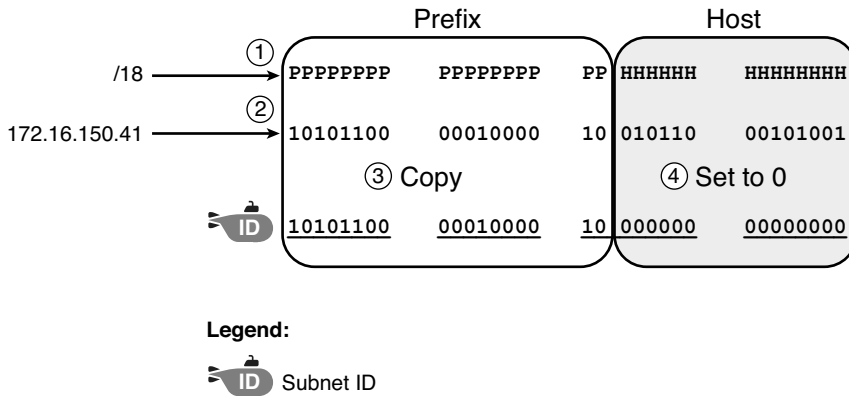 Prefix Host
① /18 PPPPPPPP PPPPPPPP PP HHHHHH HHHHHHHH
② 172.16.150.41 10101100 00010000 10 010110 00101001
③ Copy ④ Set to 0
ID 10101100 00010000 10 000000 00000000
Legend:
ID Subnet ID